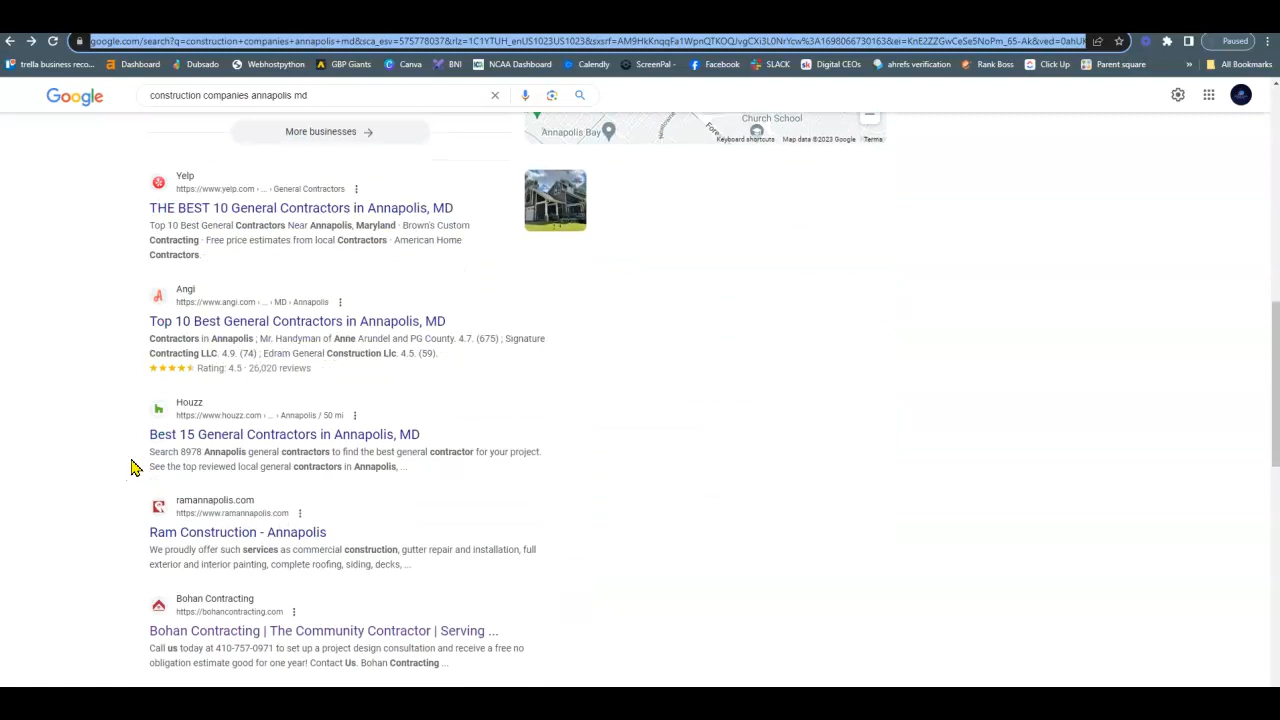 google.com/search?q=construction+companies+annapolis+md&sca_esv=575778037&rlz=1C1YTUH_enUS1023US1023&sxsrf=AM9HkKnqqFa1WpnQTKOQJvgCXi3L0NrYcw%3A1698066730163&ei=KnE2ZZGwCeSe5NoPm_65-Ak&ved=0ahUK
Paused
trella business reco...
Dashboard
Dubsado
Webhostpython
GBP Giants
Canva
BNI
NCAA Dashboard
Calendly
ScreenPal -
Facebook
SLACK
Digital CEOs
ahrefs verification
Rank Boss
Click Up
Parent square
»
All Bookmarks
Google
construction companies annapolis md
More businesses
Annapolis Bay
Church School
Keyboard shortcuts
Map data ©2023 Google
Terms
Yelp
https://www.yelp.com › ... › General Contractors
THE BEST 10 General Contractors in Annapolis, MD
Top 10 Best General Contractors Near Annapolis, Maryland · Brown's Custom
Contracting · Free price estimates from local Contractors · American Home
Contractors.
Angi
https://www.angi.com › ... › MD › Annapolis
Top 10 Best General Contractors in Annapolis, MD
Contractors in Annapolis ; Mr. Handyman of Anne Arundel and PG County. 4.7. (675) ; Signature
Contracting LLC. 4.9. (74) ; Edram General Construction Llc. 4.5. (59).
Rating: 4.5 · 26,020 reviews
Houzz
https://www.houzz.com › ... › Annapolis / 50 mi
Best 15 General Contractors in Annapolis, MD
Search 8978 Annapolis general contractors to find the best general contractor for your project.
See the top reviewed local general contractors in Annapolis, ...
ramannapolis.com
https://www.ramannapolis.com
Ram Construction - Annapolis
We proudly offer such services as commercial construction, gutter repair and installation, full
exterior and interior painting, complete roofing, siding, decks, ...
Bohan Contracting
https://bohancontracting.com
Bohan Contracting | The Community Contractor | Serving ...
Call us today at 410-757-0971 to set up a project design consultation and receive a free no
obligation estimate good for one year! Contact Us. Bohan Contracting ...